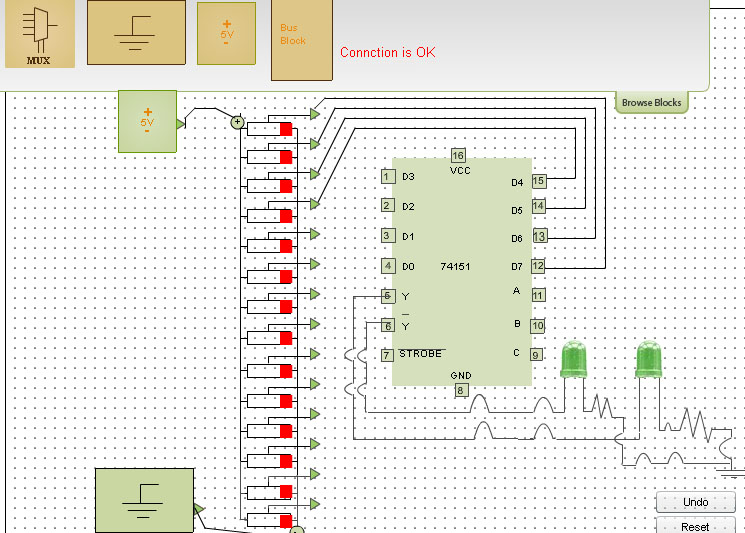 MUX
+
5V
-
Bus
Block
Connction is OK
Browse Blocks
+
5V
-
+
16
VCC
1 D3
D4 15
2 D2
D5 14
3 D1
D6 13
4 D0
74151
D7 12
5 Y
A 11
6 Y
B 10
7 STROBE
C 9
GND
8
Undo
Reset